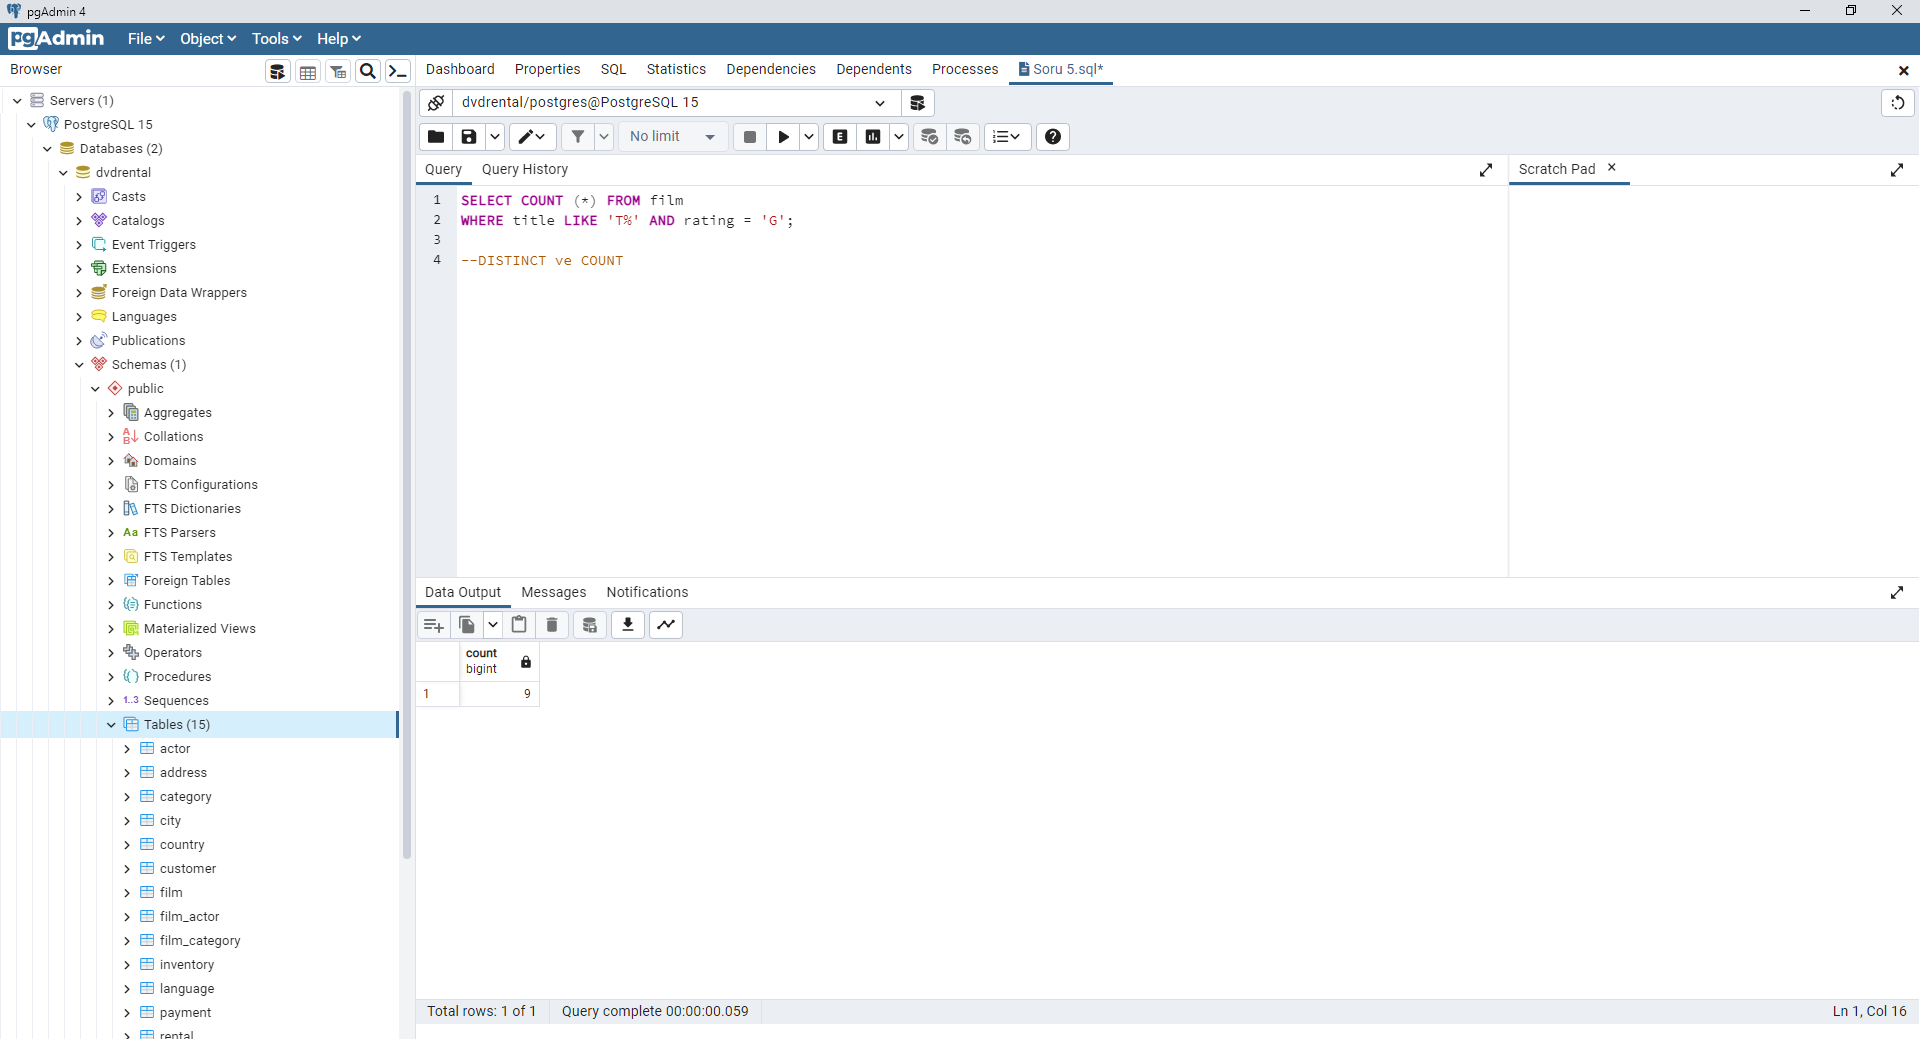 pgAdmin 4
pgAdmin File Object Tools Help
Browser
Dashboard Properties SQL Statistics Dependencies Dependents Processes Soru 5.sql*
Servers (1)
PostgreSQL 15
Databases (2)
dvdrental
Casts
Catalogs
Event Triggers
Extensions
Foreign Data Wrappers
Languages
Publications
Schemas (1)
public
Aggregates
Collations
Domains
FTS Configurations
FTS Dictionaries
Aa FTS Parsers
FTS Templates
Foreign Tables
Functions
Materialized Views
Operators
Procedures
1..3 Sequences
Tables (15)
actor
address
category
city
country
customer
film
film_actor
film_category
inventory
language
payment
rental
dvdrental/postgres@PostgreSQL 15
No limit E
Query Query History
Scratch Pad
1 SELECT COUNT (*) FROM film
2 WHERE title LIKE 'T%' AND rating = 'G';
3
4 --DISTINCT ve COUNT
Data Output Messages Notifications
count
bigint
1 9
Total rows: 1 of 1 Query complete 00:00:00.059 Ln 1, Col 16